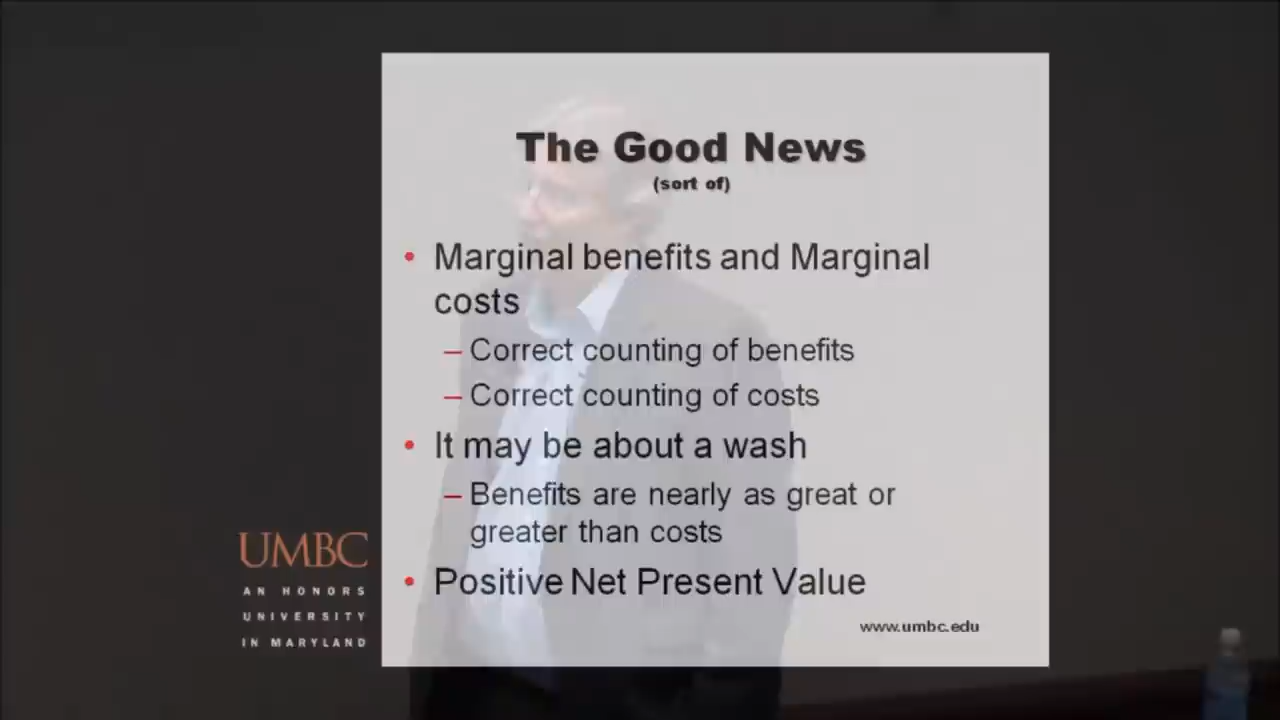 The Good News
(sort of)
• Marginal benefits and Marginal
costs
– Correct counting of benefits
– Correct counting of costs
• It may be about a wash
– Benefits are nearly as great or
greater than costs
• Positive Net Present Value
www.umbc.edu
UMBC
AN HONORS
UNIVERSITY
IN MARYLAND